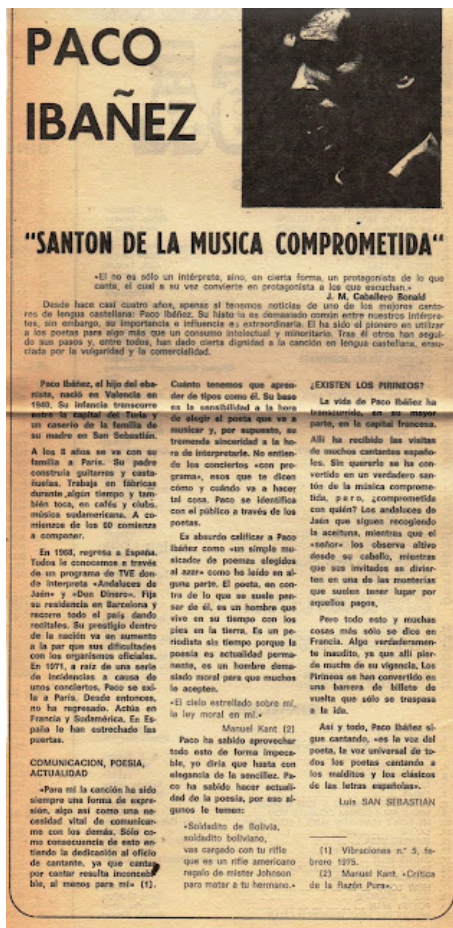 PACO
IBAÑEZ
"SANTON DE LA MUSICA COMPROMETIDA"
«El no es sólo un intérprete, sino, en cierta forma, un protagonista de lo que
canta, el cual a su vez convierte en protagonista a los que escuchan.»
J. M. Caballero Bonald
Desde hace casi cuatro años, apenas si tenemos noticias de uno de los mejores canto-
res de lengua castellana: Paco Ibáñez. Su historia es demasiado común entre nuestros intérpre-
tes, sin embargo, su importancia e influencia es extraordinaria. El ha sido el pionero en utilizar
a los poetas para algo más que un consumo intelectual y minoritario. Tras él otros han segui-
do sus pasos y, entre todos, han dado cierta dignidad a la canción en lengua castellana, ensu-
ciada por la vulgaridad y la comercialidad.
Paco Ibáñez, el hijo del eba-
nista, nació en Valencia en
1940. Su infancia transcurre
entre la capital del Turia y
un caserío de la familia de
su madre en San Sebastián.
A los 8 años se va con su
familia a París. Su padre
construía guitarras y casta-
ñuelas. Trabaja en fábricas
durante algún tiempo y tam-
bién toca, en cafés y clubs,
música sudamericana. A co-
mienzos de los 60 comienza
a componer.
En 1968, regresa a España.
Todos le conocemos a través
de un programa de TVE don-
de interpreta «Andaluces de
Jaén» y «Don Dinero». Fija
su residencia en Barcelona y
recorre todo el país dando
recitales. Su prestigio dentro
de la nación va en aumento
a la par que sus dificultades
con los organismos oficiales.
En 1971, a raíz de una serie
de incidencias a causa de
unos conciertos, Paco se exi-
la a París. Desde entonces,
no ha regresado. Actúa en
Francia y Sudamérica. En Es-
paña le han estrechado las
puertas.
COMUNICACION, POESIA,
ACTUALIDAD
«Para mí la canción ha sido
siempre una forma de expre-
sión, algo así como una ne-
cesidad vital de comunicar-
me con los demás. Sólo co-
mo consecuencia de esto en-
tiendo la dedicación al oficio
de cantante, ya que cantar
por cantar resulta inconcebi-
ble, al menos para mí» (1).
Cuánto tenemos que apren-
der de tipos como él. Su base
es la sensibilidad a la hora
de elegir el poeta que va a
musicar y, por supuesto, su
tremenda sinceridad a la ho-
ra de interpretarle. No entien-
de los conciertos «con pro-
grama», esos que te dicen
cómo y cuándo va a hacer
tal cosa. Paco se identifica
con el público a través de los
poetas.
Es absurdo calificar a Paco
Ibáñez como «un simple mu-
sicador de poemas elegidos
al azar» como he leído en al-
guna parte. El poeta, en con-
tra de lo que se suele pen-
sar de él, es un hombre que
vive en su tiempo con los
pies en la tierra. Es un pe-
riodista sin tiempo porque la
poesía es actualidad perma-
nente, es un hombre dema-
siado moral para que muchos
le acepten.
«El cielo estrellado sobre mí,
la ley moral en mí.»
Manuel Kant (2)
Paco ha sabido aprovechar
todo esto de forma impeca-
ble, yo diría que hasta con
elegancia de la sencillez. Pa-
co ha sabido hacer actuali-
dad de la poesía, por eso al-
gunos le temen:
«Soldadito de Bolivia,
soldadito boliviano,
vas cargado con tu rifle
que es un rifle americano
regalo de mister Johnson
para matar a tu hermano.»
¿EXISTEN LOS PIRINEOS?
La vida de Paco Ibáñez ha
transcurrido, en su mayor
parte, en la capital francesa.
Allí ha recibido las visitas
de muchos cantantes españo-
les. Sin quererlo se ha con-
vertido en un verdadero san-
tón de la música comprome-
tida, pero, ¿comprometida
con quién? Los andaluces de
Jaén que siguen recogiendo
la aceituna, mientras que el
«señor» los observa altivo
desde su caballo, mientras
que sus invitados se divier-
ten en una de las monterías
que suelen tener lugar por
aquellos pagos.
Pero todo esto y muchas
cosas más sólo se dice en
Francia. Algo verdaderamen-
te inaudito, ya que allí pier-
de mucha de su vigencia. Los
Pirineos se han convertido en
una barrera de billete de
vuelta que sólo se traspasa
a la ida.
Así y todo, Paco Ibáñez si-
gue cantando, «es la voz del
poeta, la voz universal de to-
dos los poetas cantando a
los malditos y los clásicos
de las letras españolas».
Luis SAN SEBASTIAN
(1) Vibraciones n.º 5, fe-
brero 1975.
(2) Manuel Kant. «Crítica
de la Razón Pura».